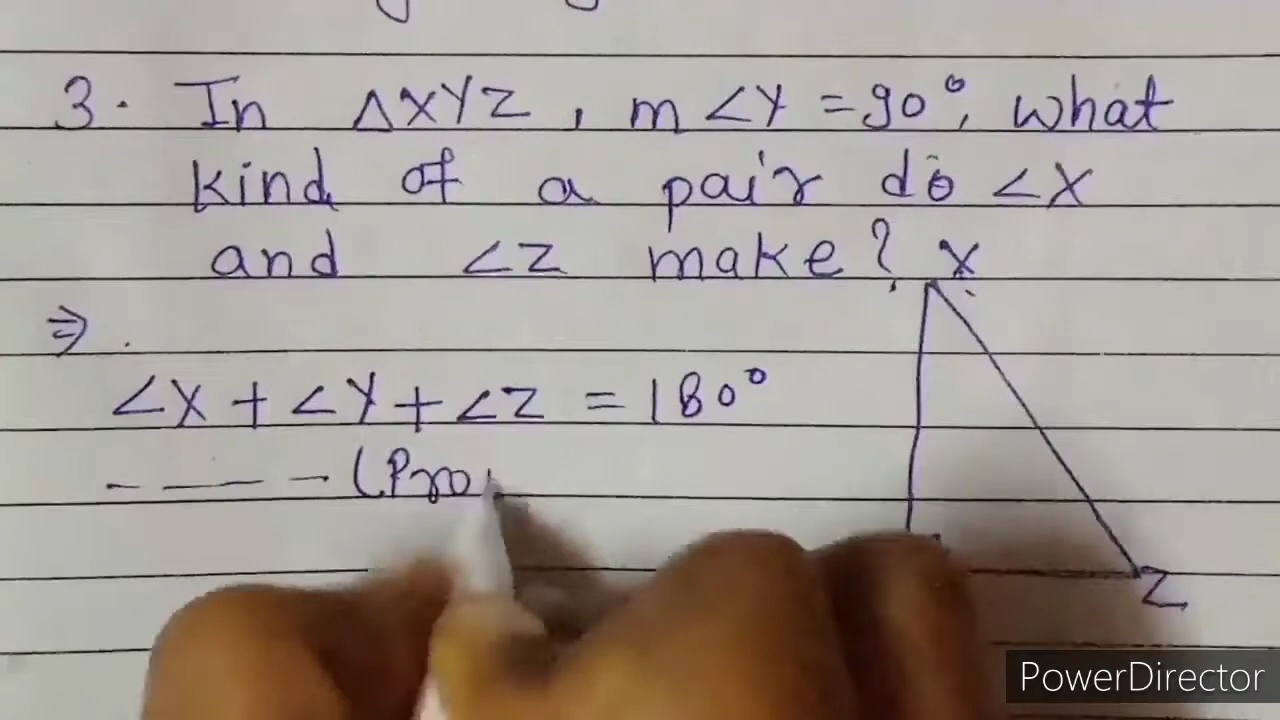 3. In ΔXYZ, m∠Y = 90°, what
kind of a pair do ∠X
and ∠Z make?
X
⇒
∠X + ∠Y + ∠Z = 180°
- — — - (Pro
Z
PowerDirector